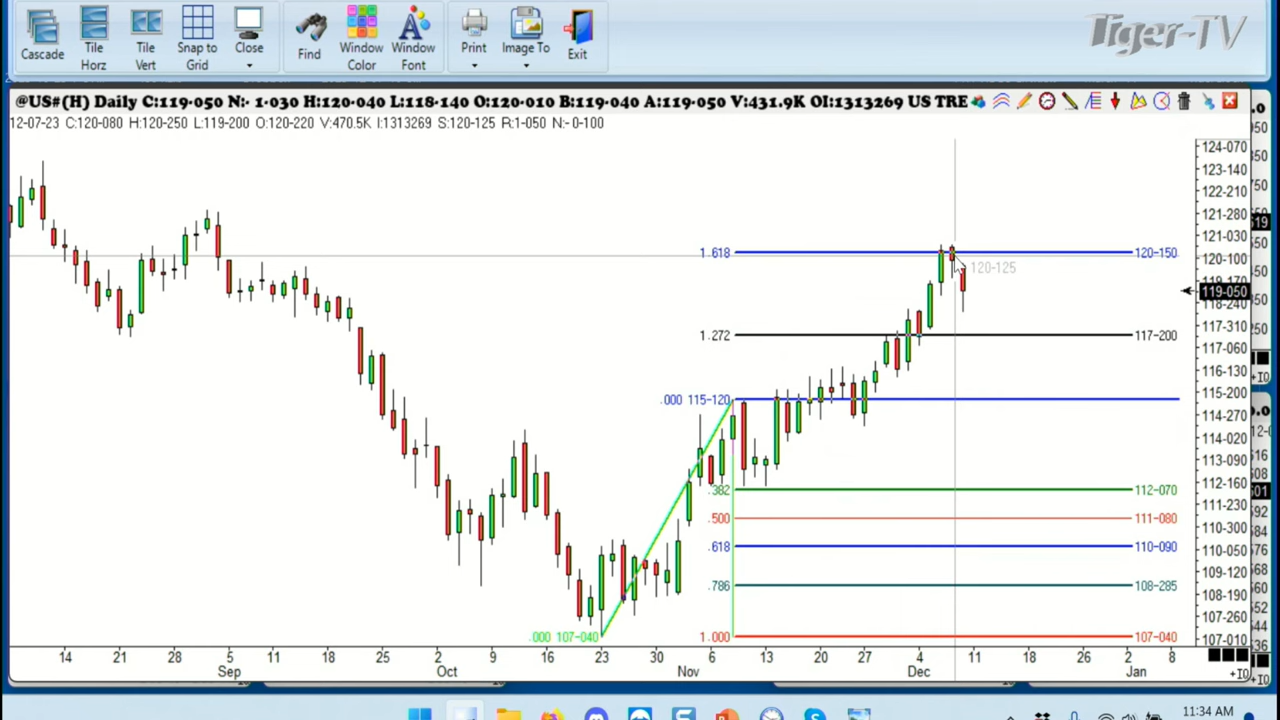 Cascade
Tile Horz
Tile Vert
Snap to Grid
Close
Find
Window Color
Window Font
Print
Image To
Exit
Tiger-TV
@US#(H) Daily C:119-050 N:- 1-030 H:120-040 L:118-140 O:120-010 B:119-040 A:119-050 V:431.9K OI:1313269 US TRE
12-07-23 C:120-080 H:120-250 L:119-200 O:120-220 V:470.5K I:1313269 S:120-125 R:1-050 N:- 0-100
124-070
123-140
122-210
121-280
121-030
120-100
119-050
118-240
117-310
117-060
116-130
115-200
114-270
114-020
113-090
112-160
111-230
110-300
110-050
109-120
108-190
107-260
107-010
1.618 120-150
120-125
1.272 117-200
.000 115-120
.382 112-070
.500 111-080
.618 110-090
.786 108-285
.000 107-040 1.000 107-040
14 21 28 5 11 18 25 2 9 16 23 30 6 13 20 27 4 11 18 26 2 8
Sep Oct Nov Dec Jan
+IO
11:34 AM